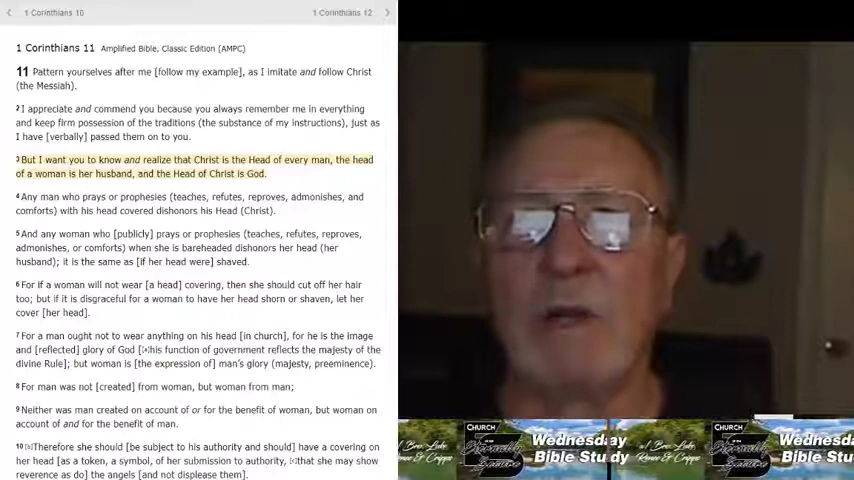 1 Corinthians 10
1 Corinthians 12
1 Corinthians 11 Amplified Bible, Classic Edition (AMPC)
11 Pattern yourselves after me [follow my example], as I imitate and follow Christ
(the Messiah).
2 I appreciate and commend you because you always remember me in everything
and keep firm possession of the traditions (the substance of my instructions), just as
I have [verbally] passed them on to you.
3 But I want you to know and realize that Christ is the Head of every man, the head
of a woman is her husband, and the Head of Christ is God.
4 Any man who prays or prophesies (teaches, refutes, reproves, admonishes, and
comforts) with his head covered dishonors his Head (Christ).
5 And any woman who [publicly] prays or prophesies (teaches, refutes, reproves,
admonishes, or comforts) when she is bareheaded dishonors her head (her
husband); it is the same as [if her head were] shaved.
6 For if a woman will not wear [a head] covering, then she should cut off her hair
too; but if it is disgraceful for a woman to have her head shorn or shaven, let her
cover [her head].
7 For a man ought not to wear anything on his head [in church], for he is the image
and [reflected] glory of God [[a]his function of government reflects the majesty of the
divine Rule]; but woman is [the expression of] man's glory (majesty, preeminence).
8 For man was not [created] from woman, but woman from man;
9 Neither was man created on account of or for the benefit of woman, but woman on
account of and for the benefit of man.
10 [b]Therefore she should [be subject to his authority and should] have a covering on
her head [as a token, a symbol, of her submission to authority, [c]that she may show
reverence as do] the angels [and not displease them].
CHURCH
Wednesday
Bible Study
CHURCH
Wednesda
Bible Stu